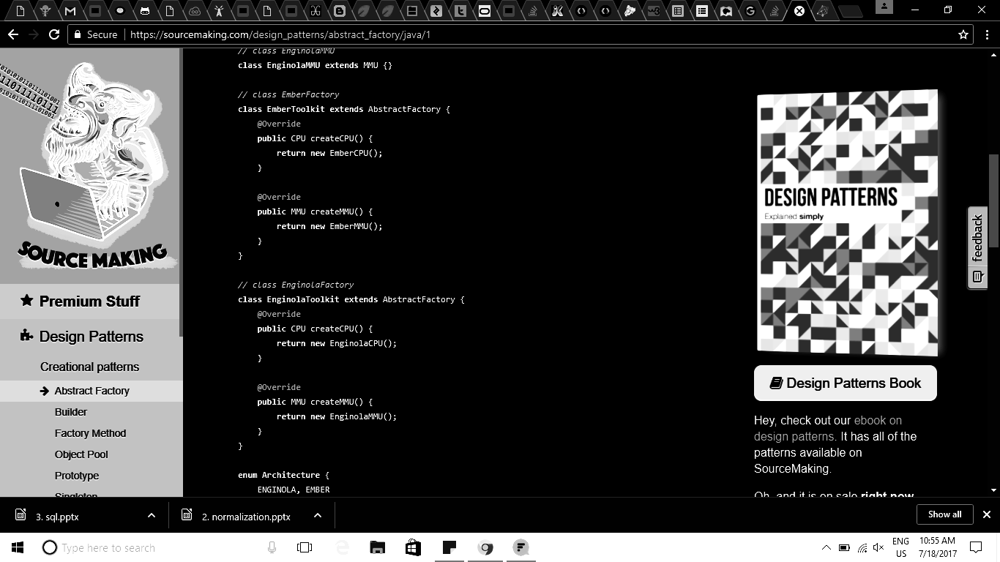 Secure
https://sourcemaking.com/design_patterns/abstract_factory/java/1
SOURCE MAKING
Premium Stuff
Design Patterns
Creational patterns
Abstract Factory
Builder
Factory Method
Object Pool
Prototype
Singleton
// class EnginolaMMU
class EnginolaMMU extends MMU {}
// class EmberFactory
class EmberToolkit extends AbstractFactory {
@Override
public CPU createCPU() {
return new EmberCPU();
}
@Override
public MMU createMMU() {
return new EmberMMU();
}
}
// class EnginolaFactory
class EnginolaToolkit extends AbstractFactory {
@Override
public CPU createCPU() {
return new EnginolaCPU();
}
@Override
public MMU createMMU() {
return new EnginolaMMU();
}
}
enum Architecture {
ENGINOLA, EMBER
DESIGN PATTERNS
Explained simply
Design Patterns Book
Hey, check out our ebook on
design patterns. It has all of the
patterns available on
SourceMaking.
Oh, and it is on sale right now
feedback
3. sql.pptx
2. normalization.pptx
Show all
Type here to search
ENG
US
10:55 AM
7/18/2017